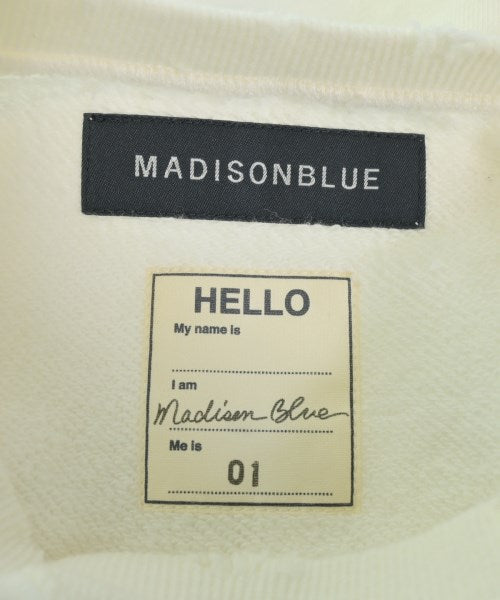 MADISONBLUE
HELLO
My name is
I am
Madison Blue
Me is
01